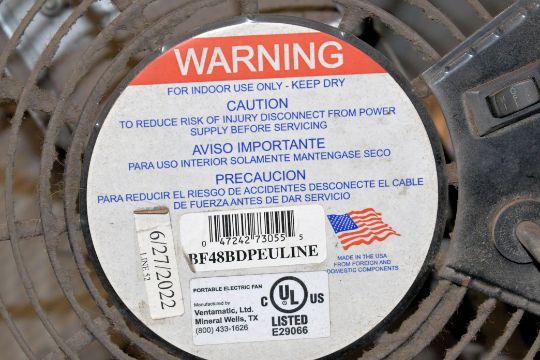 WARNING
FOR INDOOR USE ONLY - KEEP DRY
CAUTION
TO REDUCE RISK OF INJURY DISCONNECT FROM POWER
SUPPLY BEFORE SERVICING
AVISO IMPORTANTE
PARA USO INTERIOR SOLAMENTE MANTENGASE SECO
PRECAUCION
PARA REDUCIR EL RIESGO DE ACCIDENTES DESCONECTE EL CABLE
DE FUERZA ANTES DE DAR SERVICIO
6/27/2022
LINE 52
0 47242 73055 5
BF48BDPEULINE
MADE IN THE USA
FROM FOREIGN AND
DOMESTIC COMPONENTS
PORTABLE ELECTRIC FAN
Manufactured by
Ventamatic, Ltd.
Mineral Wells, TX
(800) 433-1626
C UL US
LISTED
E29066